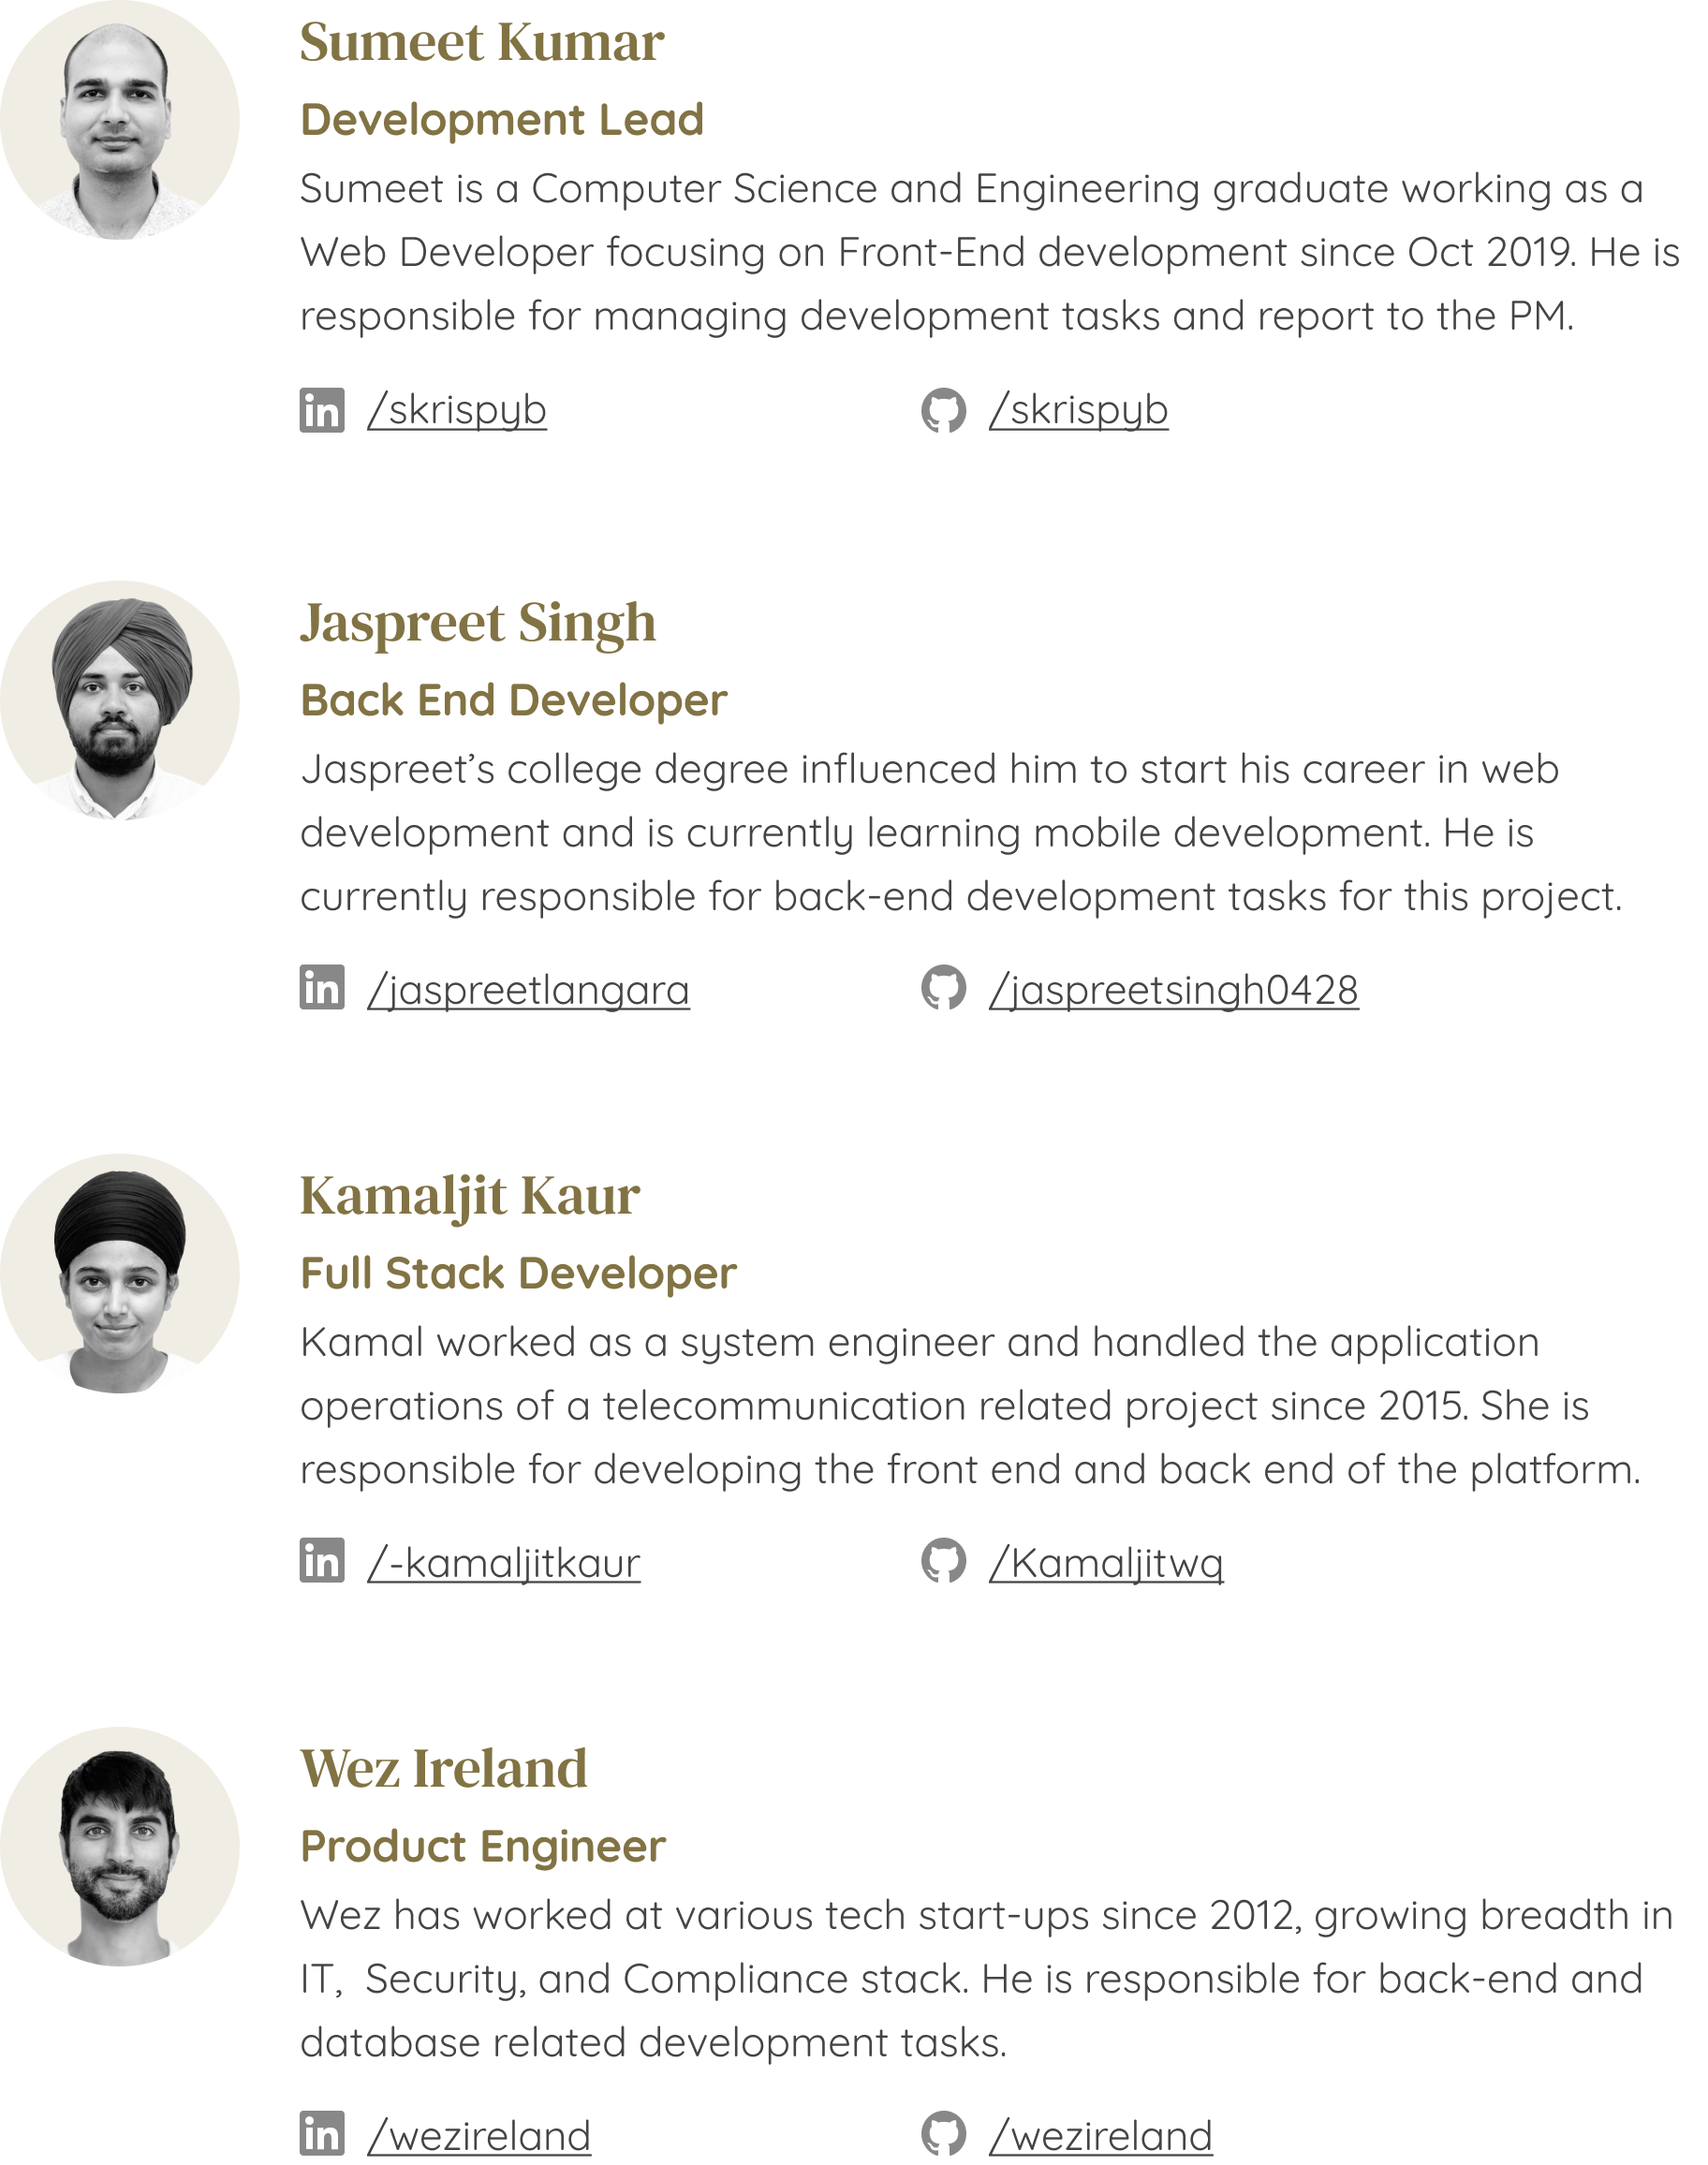 Sumeet Kumar
Development Lead
Sumeet is a Computer Science and Engineering graduate working as a
Web Developer focusing on Front-End development since Oct 2019. He is
responsible for managing development tasks and report to the PM.
in /skrispyb /skrispyb
Jaspreet Singh
Back End Developer
Jaspreet’s college degree influenced him to start his career in web
development and is currently learning mobile development. He is
currently responsible for back-end development tasks for this project.
in /jaspreetlangara /jaspreetsingh0428
Kamaljit Kaur
Full Stack Developer
Kamal worked as a system engineer and handled the application
operations of a telecommunication related project since 2015. She is
responsible for developing the front end and back end of the platform.
in /-kamaljitkaur /Kamaljitwq
Wez Ireland
Product Engineer
Wez has worked at various tech start-ups since 2012, growing breadth in
IT,  Security, and Compliance stack. He is responsible for back-end and
database related development tasks.
in /wezireland /wezireland